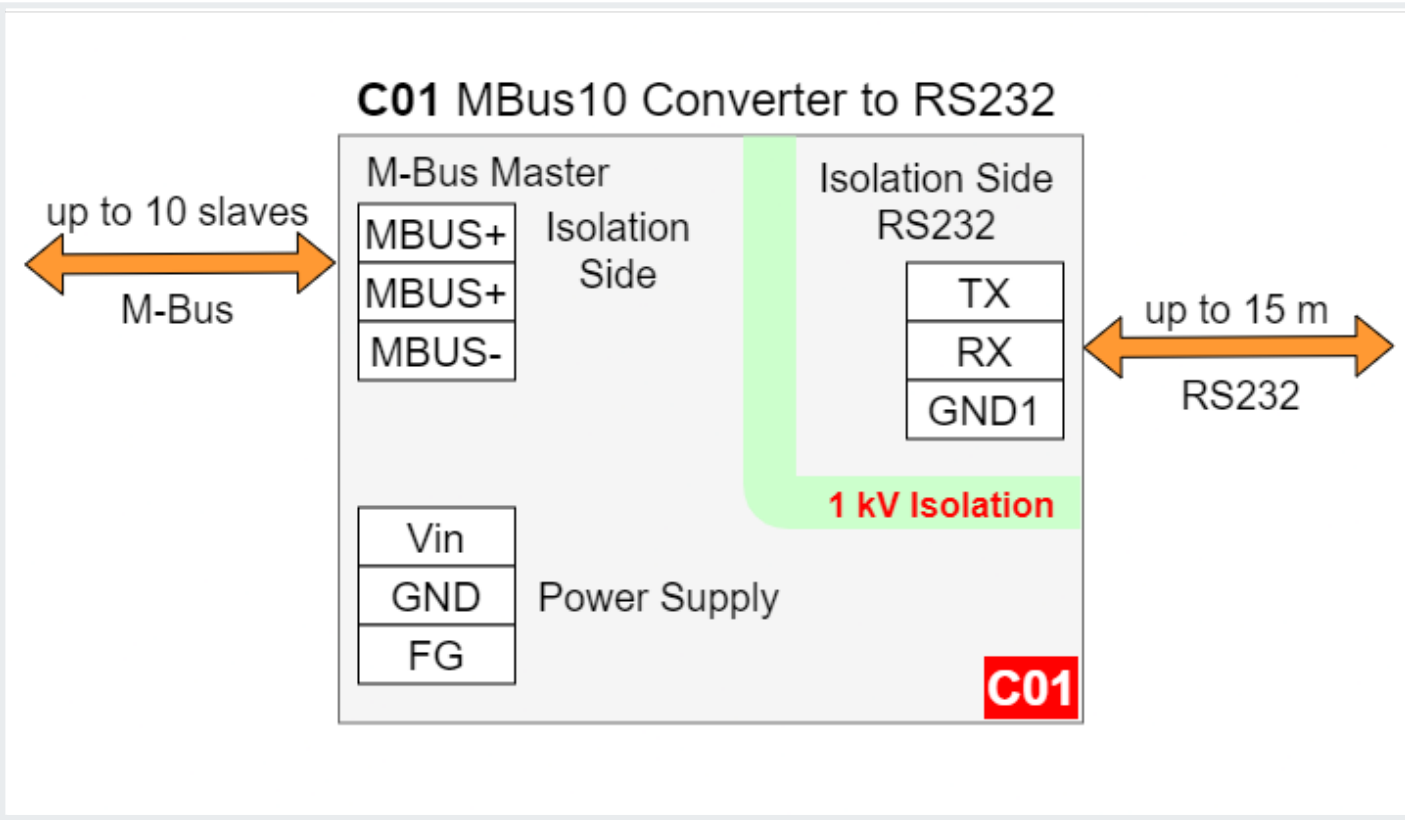 C01 MBus10 Converter to RS232
M-Bus Master
Isolation Side
RS232
up to 10 slaves
M-Bus
MBUS+
MBUS+
MBUS-
Isolation
Side
TX
RX
GND1
up to 15 m
RS232
1 kV Isolation
Vin
GND
FG
Power Supply
C01